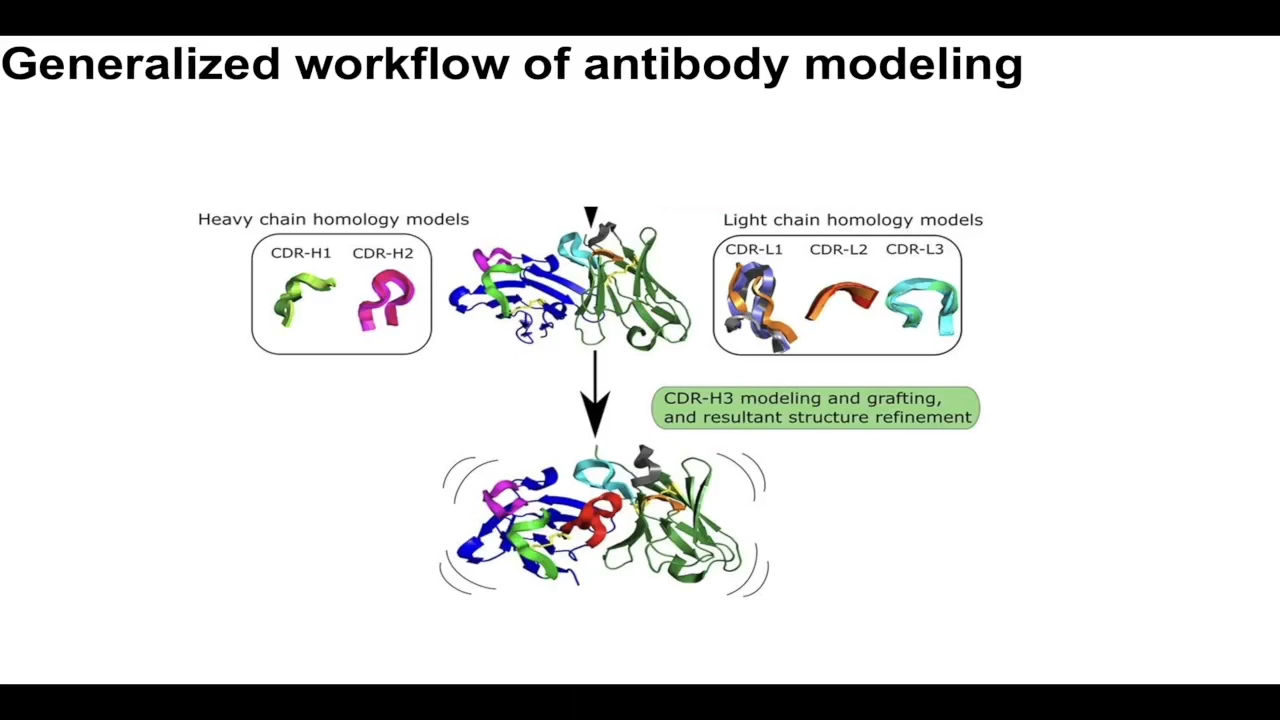 Generalized workflow of antibody modeling
Heavy chain homology models
CDR-H1 CDR-H2
Light chain homology models
CDR-L1 CDR-L2 CDR-L3
CDR-H3 modeling and grafting,
and resultant structure refinement